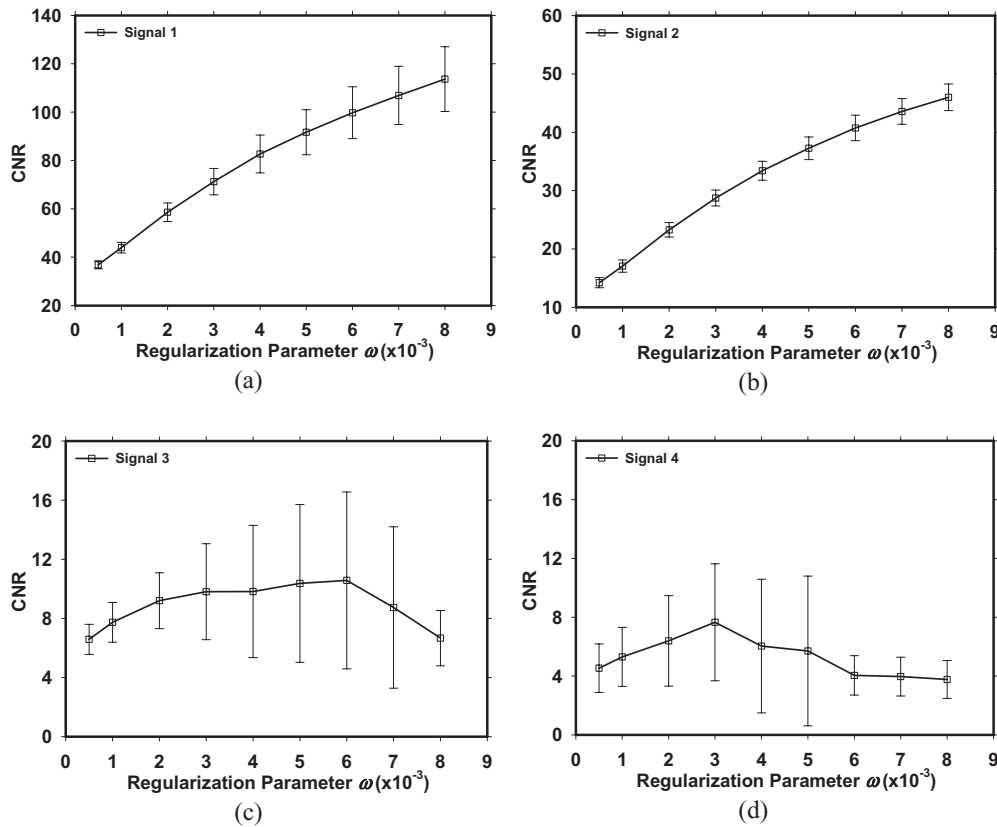 140
120
100
80
60
40
20
CNR
Signal 1
0 1 2 3 4 5 6 7 8 9
Regularization Parameter ω (x10⁻³)
(a)
60
50
40
30
20
10
CNR
Signal 2
0 1 2 3 4 5 6 7 8 9
Regularization Parameter ω (x10⁻³)
(b)
20
16
12
8
4
0
CNR
Signal 3
0 1 2 3 4 5 6 7 8 9
Regularization Parameter ω (x10⁻³)
(c)
20
16
12
8
4
0
CNR
Signal 4
0 1 2 3 4 5 6 7 8 9
Regularization Parameter ω (x10⁻³)
(d)